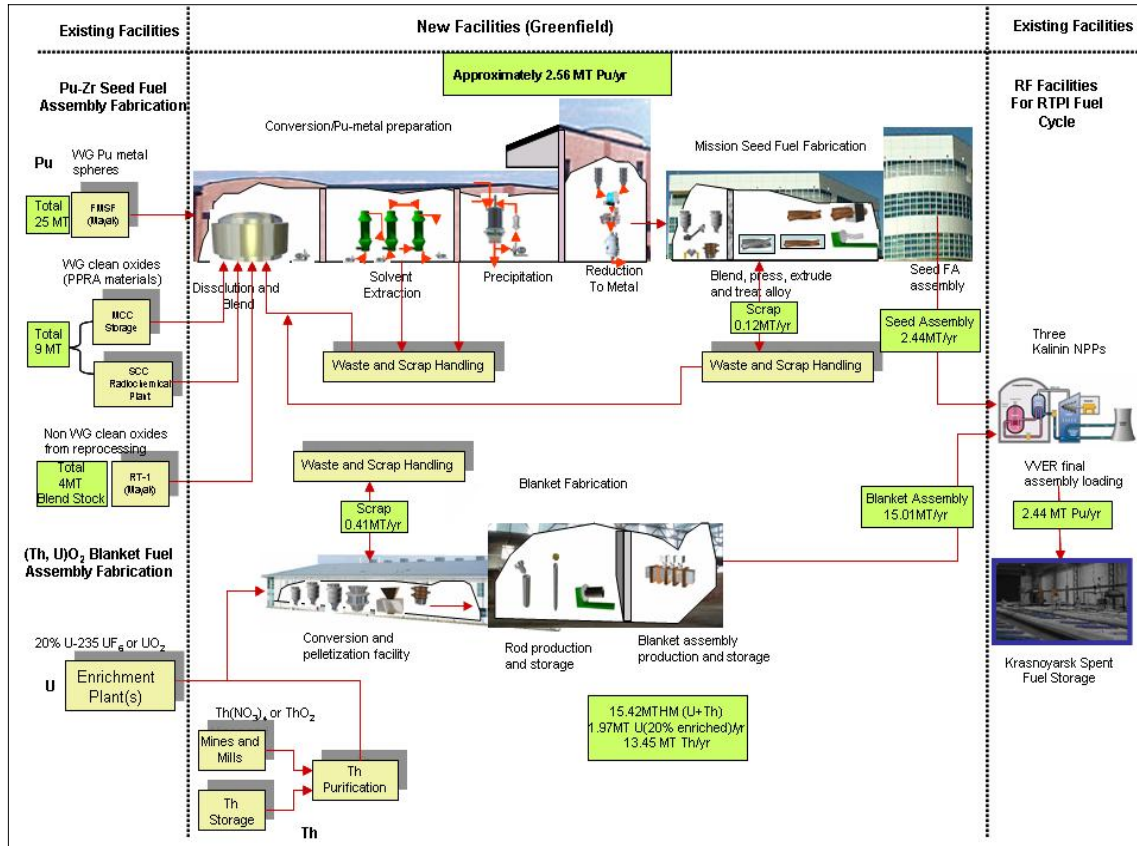 Existing Facilities
New Facilities (Greenfield)
Existing Facilities
Approximately 2.56 MT Pu/yr
Pu-Zr Seed Fuel
Assembly Fabrication
RF Facilities
For RTPI Fuel
Cycle
Conversion/Pu-metal preparation
Mission Seed Fuel Fabrication
Pu
WG Pu metal
spheres
Total
25 MT
FMSF
(Mayak)
WG clean oxides
(PPRA materials)
Dissolution and
Blend
Solvent
Extraction
Precipitation
Reduction
To Metal
Blend, press, extrude
and treat alloy
Seed FA
assembly
Total
9 MT
MCC
Storage
SCC
Radiochemical
Plant
Scrap
0.12MT/yr
Seed Assembly
2.44MT/yr
Waste and Scrap Handling
Waste and Scrap Handling
Three
Kalinin NPPs
Non WG clean oxides
from reprocessing
Total
4MT
Blend Stock
RT-1
(Mayak)
Waste and Scrap Handling
Blanket Fabrication
Scrap
0.41MT/yr
Blanket Assembly
15.01MT/yr
VVER final
assembly loading
2.44 MT Pu/yr
(Th, U)O₂ Blanket Fuel
Assembly Fabrication
Conversion and
pelletization facility
Rod production
and storage
Blanket assembly
production and storage
20% U-235 UF₆ or UO₂
U
Enrichment
Plant(s)
Krasnoyarsk Spent
Fuel Storage
Th(NO₃)₄ or ThO₂
Mines and
Mills
Th
Purification
Th
Storage
Th
15.42MTHM (U+Th)
1.97MT U(20% enriched)/yr
13.45 MT Th/yr